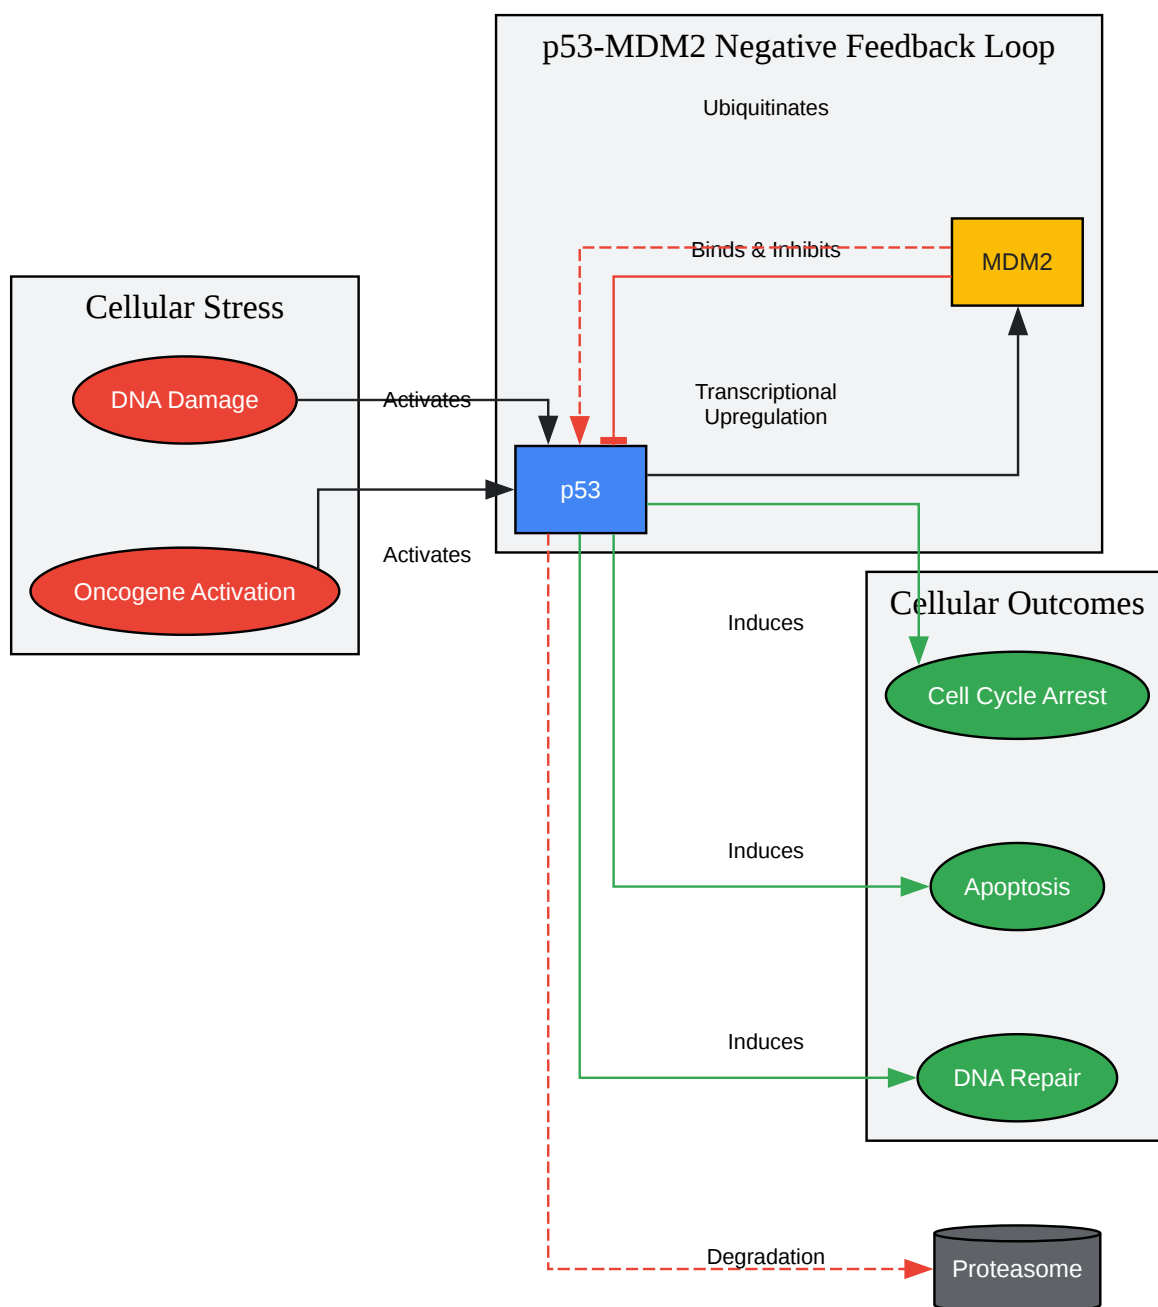 p53-MDM2 Negative Feedback Loop
Ubiquitinates
Binds & Inhibits
MDM2
Cellular Stress
DNA Damage
Activates
Transcriptional
Upregulation
p53
Activates
Oncogene Activation
Cellular Outcomes
Induces
Cell Cycle Arrest
Induces
Apoptosis
Induces
DNA Repair
Degradation
Proteasome